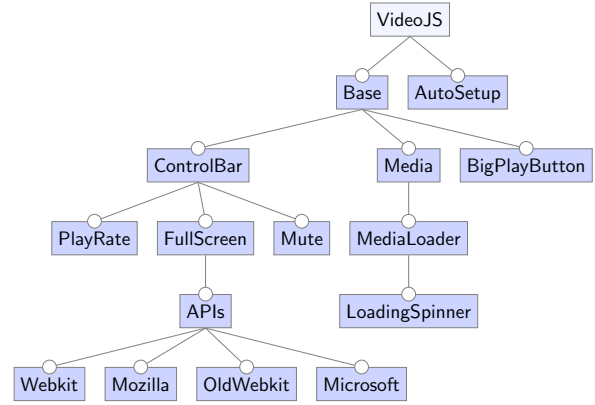 VideoJS
Base
AutoSetup
ControlBar
Media
BigPlayButton
PlayRate
FullScreen
Mute
MediaLoader
APIs
LoadingSpinner
Webkit
Mozilla
OldWebkit
Microsoft